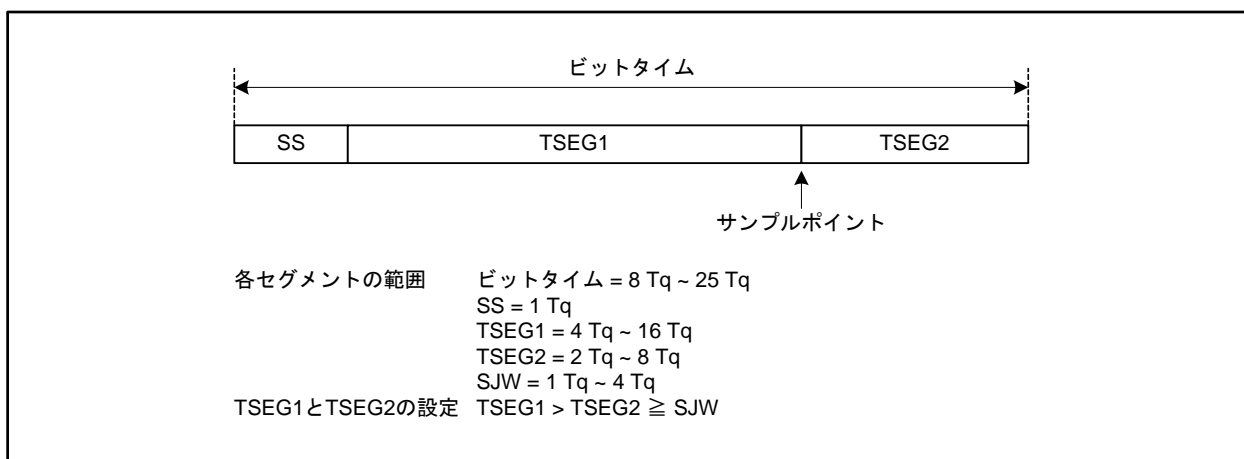 ビットタイム
SS TSEG1 TSEG2
サンプルポイント
各セグメントの範囲 ビットタイム = 8 Tq ~ 25 Tq
SS = 1 Tq
TSEG1 = 4 Tq ~ 16 Tq
TSEG2 = 2 Tq ~ 8 Tq
SJW = 1 Tq ~ 4 Tq
TSEG1とTSEG2の設定 TSEG1 > TSEG2 ≧ SJW